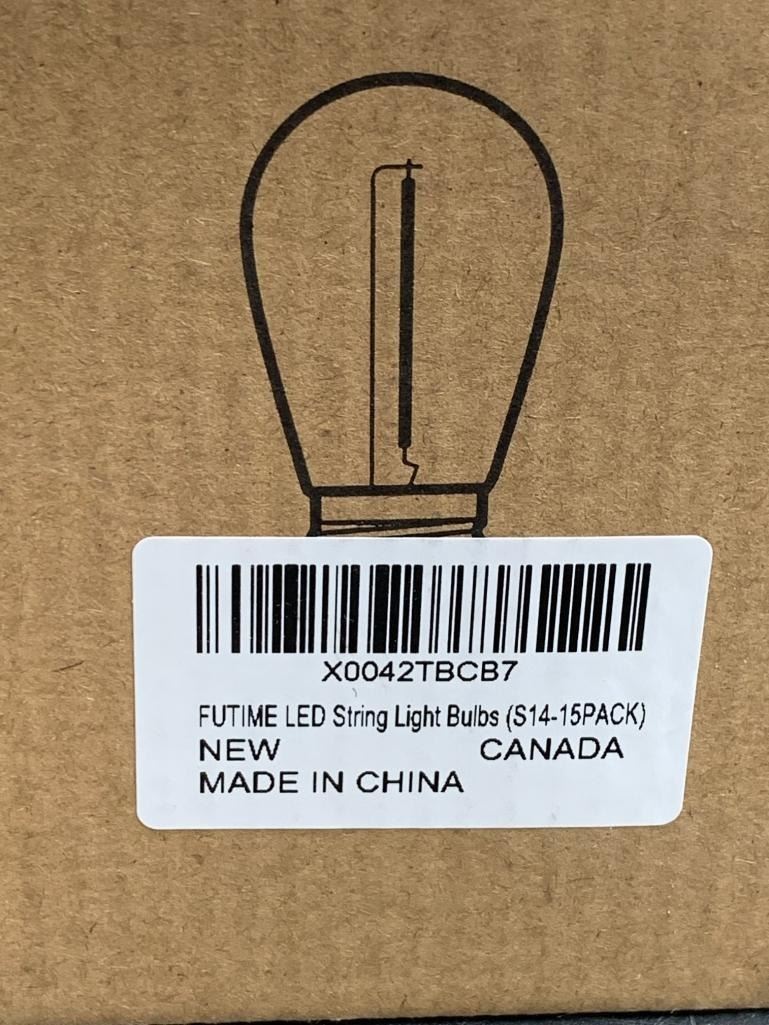 X0042TBCB7
FUTIME LED String Light Bulbs (S14-15PACK)
NEW CANADA
MADE IN CHINA